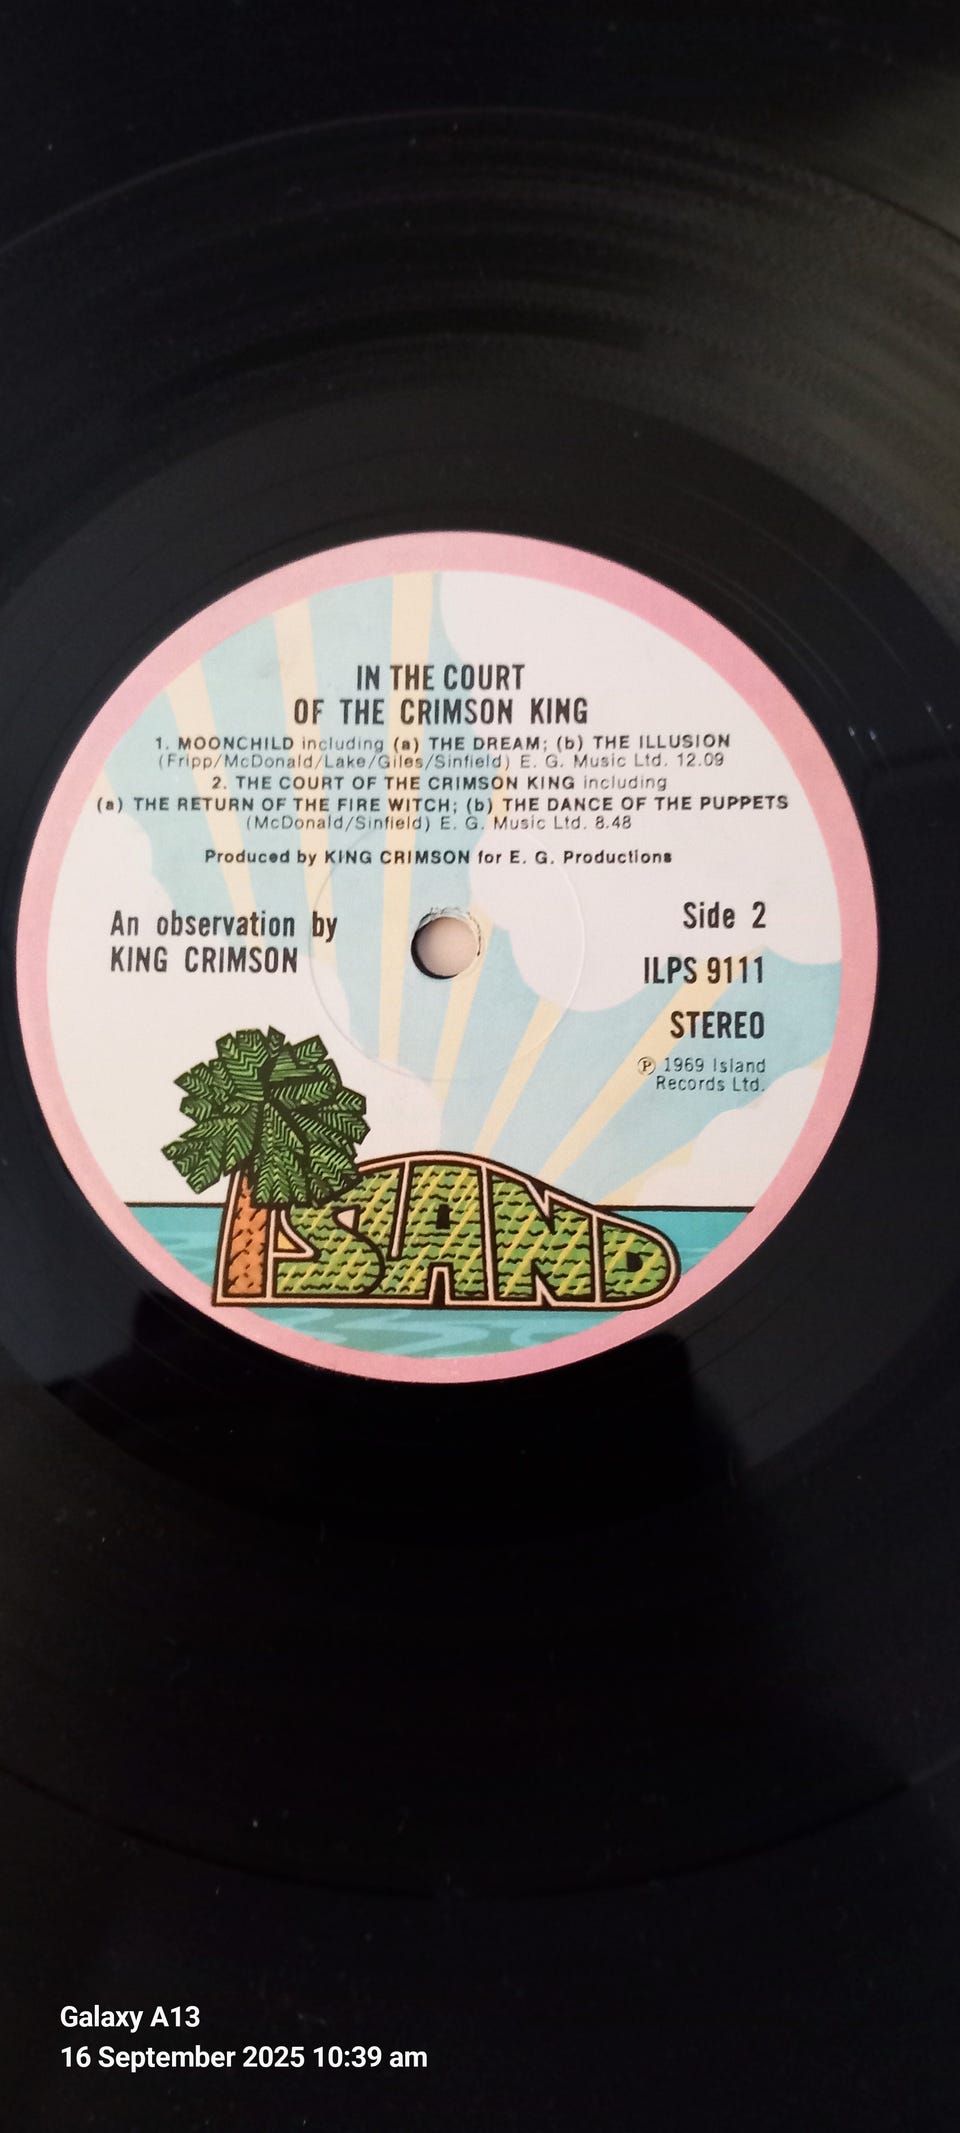 IN THE COURT
OF THE CRIMSON KING
1. MOONCHILD including (a) THE DREAM; (b) THE ILLUSION
(Fripp/McDonald/Lake/Giles/Sinfield) E. G. Music Ltd. 12.09
2. THE COURT OF THE CRIMSON KING including
(a) THE RETURN OF THE FIRE WITCH; (b) THE DANCE OF THE PUPPETS
(McDonald/Sinfield) E. G. Music Ltd. 8.48
Produced by KING CRIMSON for E. G. Productions
An observation by
KING CRIMSON
Side 2
ILPS 9111
STEREO
℗ 1969 Island
Records Ltd.
ISLAND
Galaxy A13
16 September 2025 10:39 am